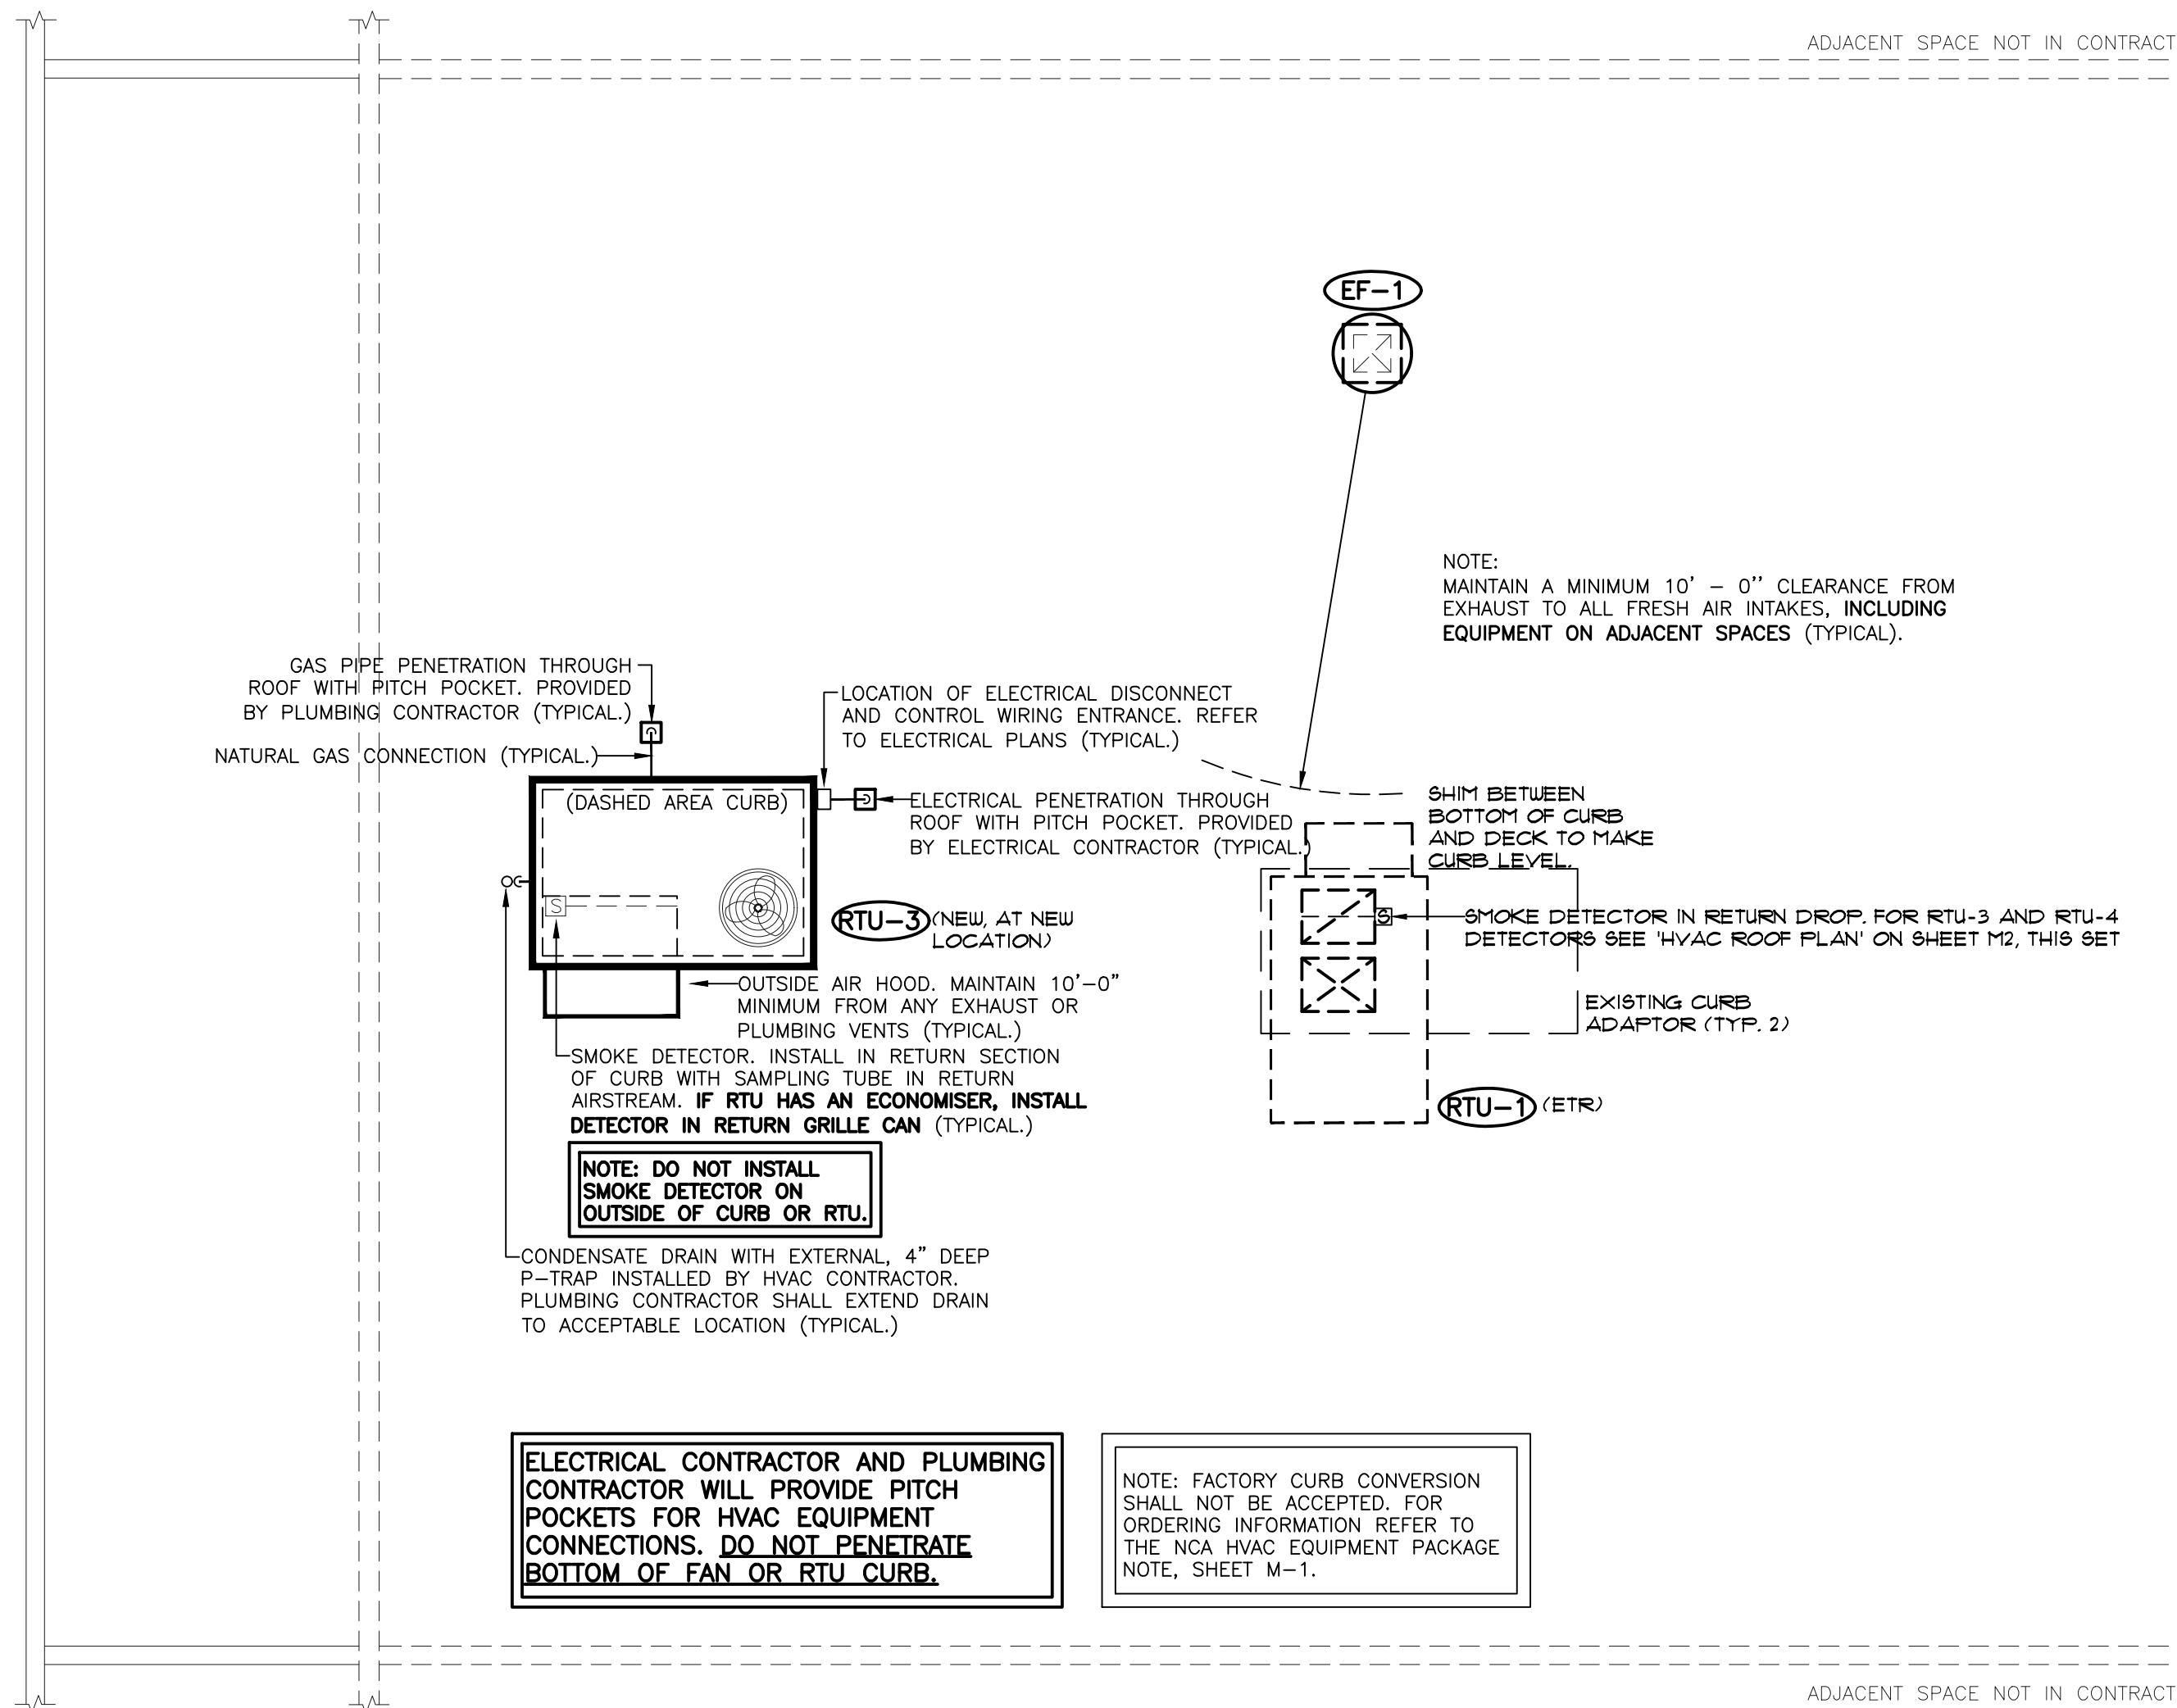 ADJACENT SPACE NOT IN CONTRACT
EF-1
NOTE:
MAINTAIN A MINIMUM 10' - 0'' CLEARANCE FROM
EXHAUST TO ALL FRESH AIR INTAKES, INCLUDING
EQUIPMENT ON ADJACENT SPACES (TYPICAL).
GAS PIPE PENETRATION THROUGH
ROOF WITH PITCH POCKET. PROVIDED
BY PLUMBING CONTRACTOR (TYPICAL.)
NATURAL GAS CONNECTION (TYPICAL.)
LOCATION OF ELECTRICAL DISCONNECT
AND CONTROL WIRING ENTRANCE. REFER
TO ELECTRICAL PLANS (TYPICAL.)
(DASHED AREA CURB)
ELECTRICAL PENETRATION THROUGH
ROOF WITH PITCH POCKET. PROVIDED
BY ELECTRICAL CONTRACTOR (TYPICAL.)
SHIM BETWEEN
BOTTOM OF CURB
AND DECK TO MAKE
CURB LEVEL.
S
RTU-3 (NEW, AT NEW
LOCATION)
S
SMOKE DETECTOR IN RETURN DROP. FOR RTU-3 AND RTU-4
DETECTORS SEE 'HVAC ROOF PLAN' ON SHEET M2, THIS SET
OUTSIDE AIR HOOD. MAINTAIN 10'-0"
MINIMUM FROM ANY EXHAUST OR
PLUMBING VENTS (TYPICAL.)
EXISTING CURB
ADAPTOR (TYP. 2)
SMOKE DETECTOR. INSTALL IN RETURN SECTION
OF CURB WITH SAMPLING TUBE IN RETURN
AIRSTREAM. IF RTU HAS AN ECONOMISER, INSTALL
DETECTOR IN RETURN GRILLE CAN (TYPICAL.)
RTU-1 (ETR)
NOTE: DO NOT INSTALL
SMOKE DETECTOR ON
OUTSIDE OF CURB OR RTU.
CONDENSATE DRAIN WITH EXTERNAL, 4" DEEP
P-TRAP INSTALLED BY HVAC CONTRACTOR.
PLUMBING CONTRACTOR SHALL EXTEND DRAIN
TO ACCEPTABLE LOCATION (TYPICAL.)
ELECTRICAL CONTRACTOR AND PLUMBING
CONTRACTOR WILL PROVIDE PITCH
POCKETS FOR HVAC EQUIPMENT
CONNECTIONS. DO NOT PENETRATE
BOTTOM OF FAN OR RTU CURB.
NOTE: FACTORY CURB CONVERSION
SHALL NOT BE ACCEPTED. FOR
ORDERING INFORMATION REFER TO
THE NCA HVAC EQUIPMENT PACKAGE
NOTE, SHEET M-1.
ADJACENT SPACE NOT IN CONTRACT